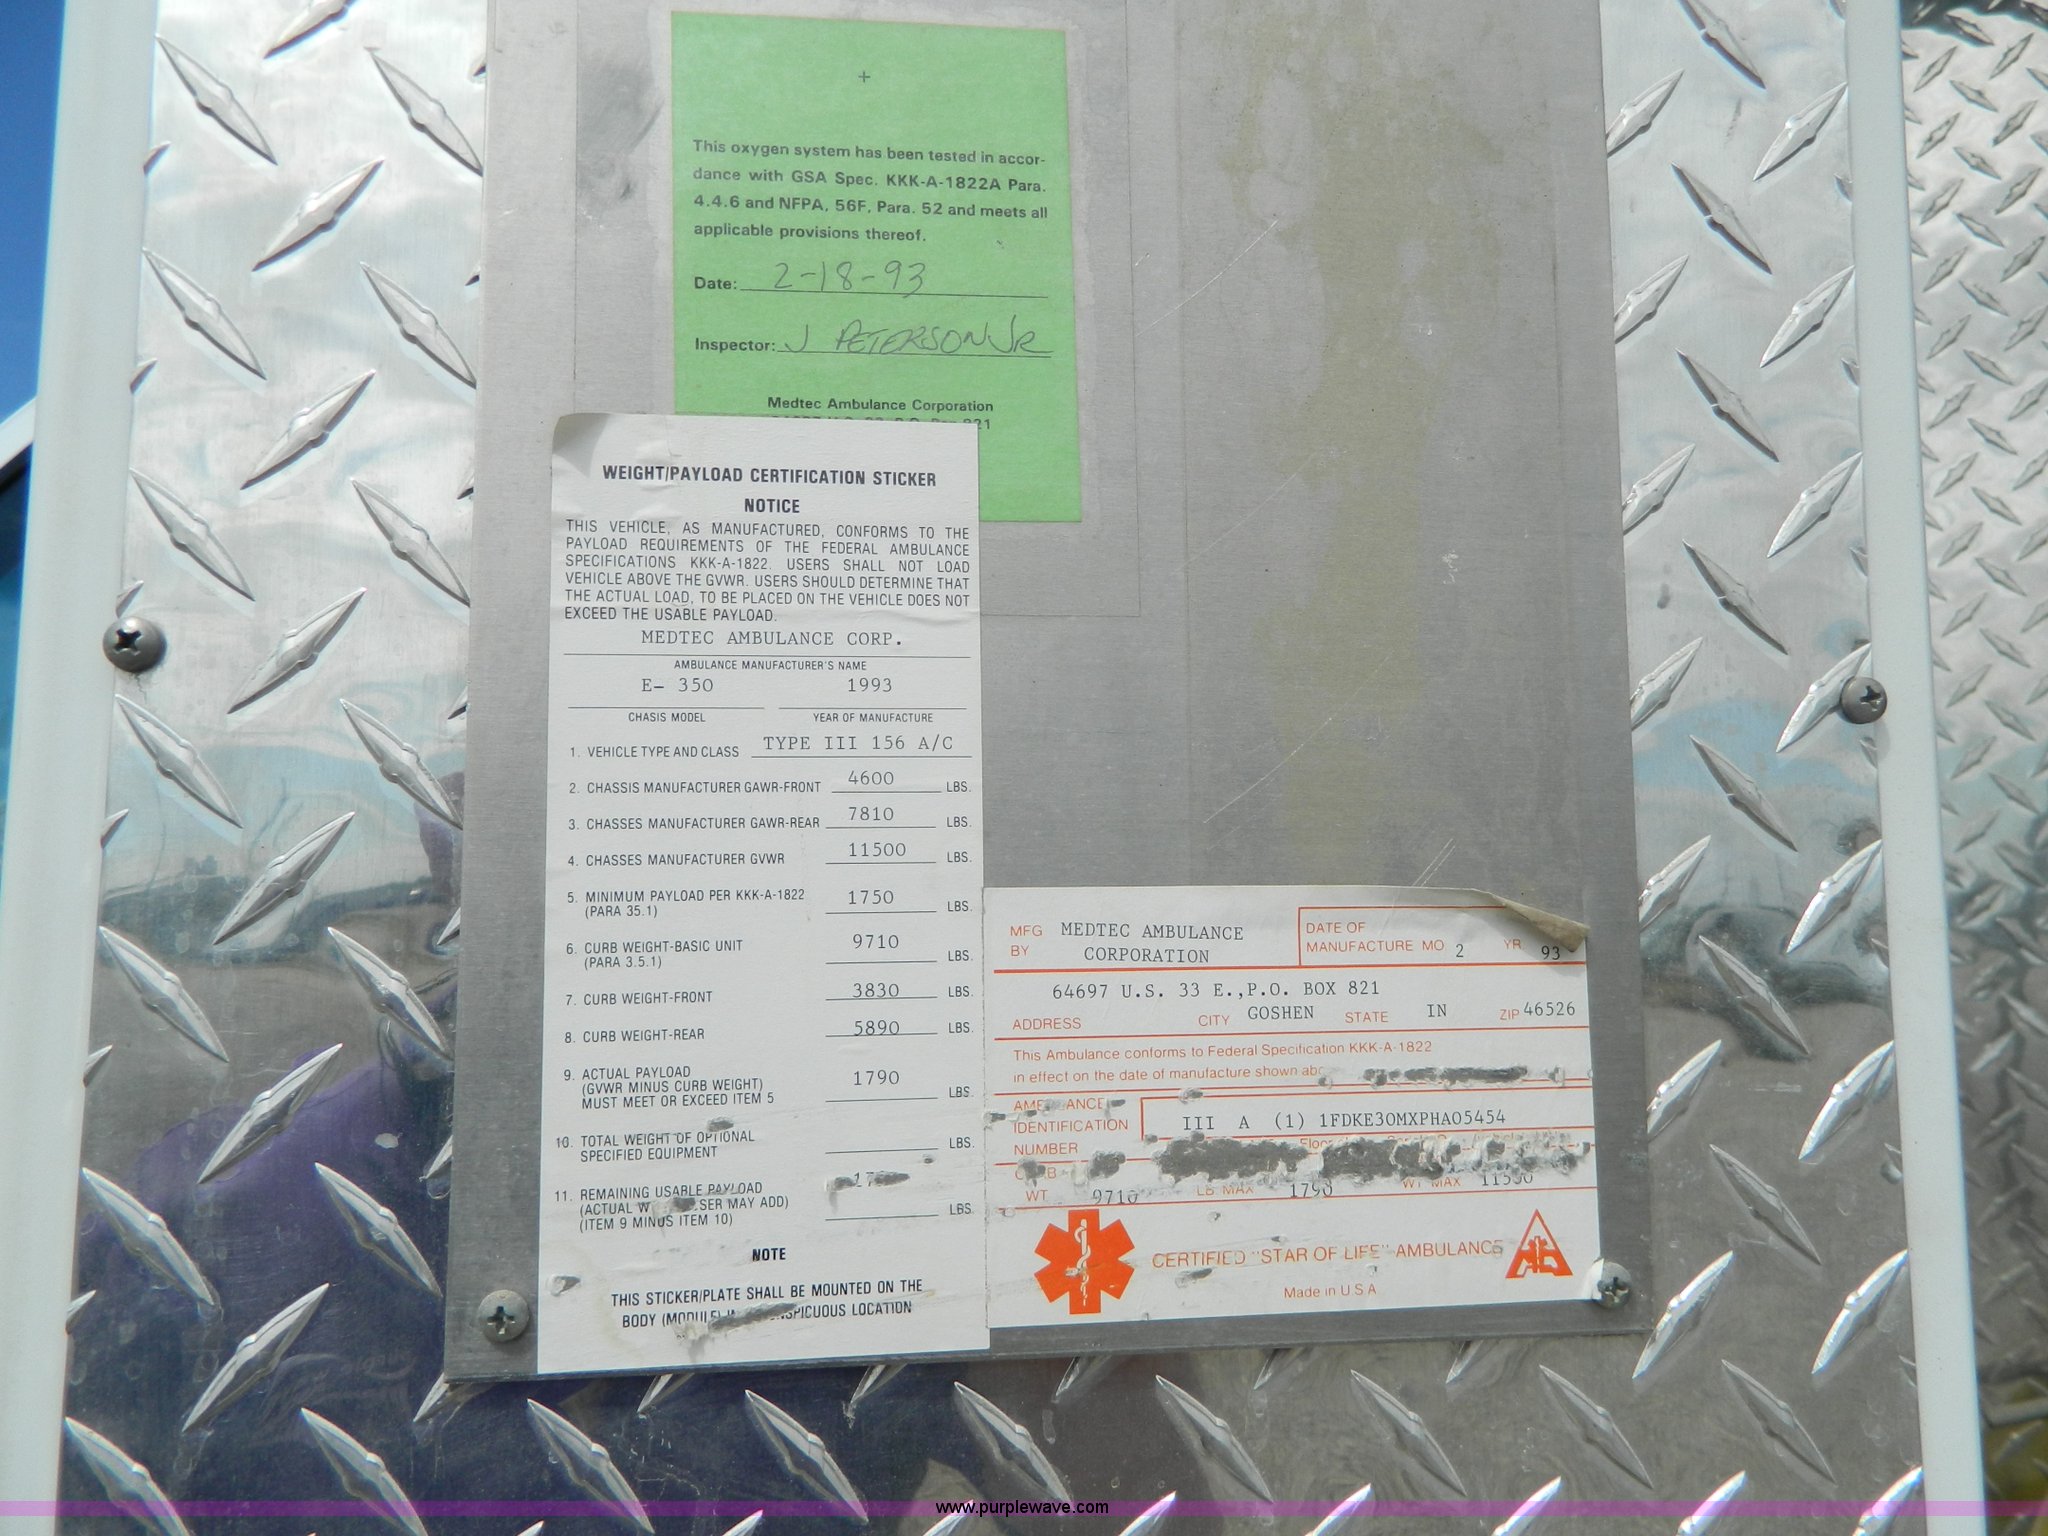 +
This oxygen system has been tested in accor-
dance with GSA Spec. KKK-A-1822A Para.
4.4.6 and NFPA, 56F, Para. 52 and meets all
applicable provisions thereof.
Date: 2-18-93
Inspector: J PETERSON JR
Medtec Ambulance Corporation
WEIGHT/PAYLOAD CERTIFICATION STICKER
NOTICE
THIS VEHICLE, AS MANUFACTURED, CONFORMS TO THE
PAYLOAD REQUIREMENTS OF THE FEDERAL AMBULANCE
SPECIFICATIONS KKK-A-1822. USERS SHALL NOT LOAD
VEHICLE ABOVE THE GVWR. USERS SHOULD DETERMINE THAT
THE ACTUAL LOAD, TO BE PLACED ON THE VEHICLE DOES NOT
EXCEED THE USABLE PAYLOAD.
MEDTEC AMBULANCE CORP.
AMBULANCE MANUFACTURER'S NAME
E- 350 1993
CHASIS MODEL YEAR OF MANUFACTURE
1. VEHICLE TYPE AND CLASS TYPE III 156 A/C
2. CHASSIS MANUFACTURER GAWR-FRONT 4600 LBS.
3. CHASSES MANUFACTURER GAWR-REAR 7810 LBS.
4. CHASSES MANUFACTURER GVWR 11500 LBS.
5. MINIMUM PAYLOAD PER KKK-A-1822 1750 LBS.
(PARA 35.1)
6. CURB WEIGHT-BASIC UNIT 9710 LBS.
(PARA 3.5.1)
7. CURB WEIGHT-FRONT 3830 LBS.
8. CURB WEIGHT-REAR 5890 LBS.
9. ACTUAL PAYLOAD 1790 LBS.
(GVWR MINUS CURB WEIGHT)
MUST MEET OR EXCEED ITEM 5
10. TOTAL WEIGHT OF OPTIONAL LBS.
SPECIFIED EQUIPMENT
11. REMAINING USABLE PAYLOAD
(ACTUAL MAY ADD) LBS.
(ITEM 9 MINUS ITEM 10)
NOTE
THIS STICKER/PLATE SHALL BE MOUNTED ON THE
BODY (MODULE) LOCATION
MFG BY MEDTEC AMBULANCE CORPORATION
DATE OF
MANUFACTURE MO 2 YR. 93
64697 U.S. 33 E.,P.O. BOX 821
ADDRESS CITY GOSHEN STATE IN ZIP 46526
This Ambulance conforms to Federal Specification KKK-A-1822
in effect on the date of manufacture shown
AMBULANCE
IDENTIFICATION
NUMBER
III A (1) 1FDKE30MXPHA05454
WT 9710 LB MAX 1790 WT MAX
CERTIFIED "STAR OF LIFE" AMBULANCE
Made in U S A
www.purplewave.com